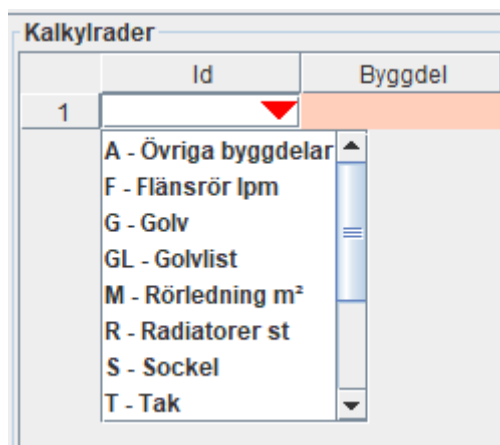 Kalkylrader
Id Byggdel
1
A - Övriga byggdelar
F - Flänsrör lpm
G - Golv
GL - Golvlist
M - Rörledning m²
R - Radiatorer st
S - Sockel
T - Tak